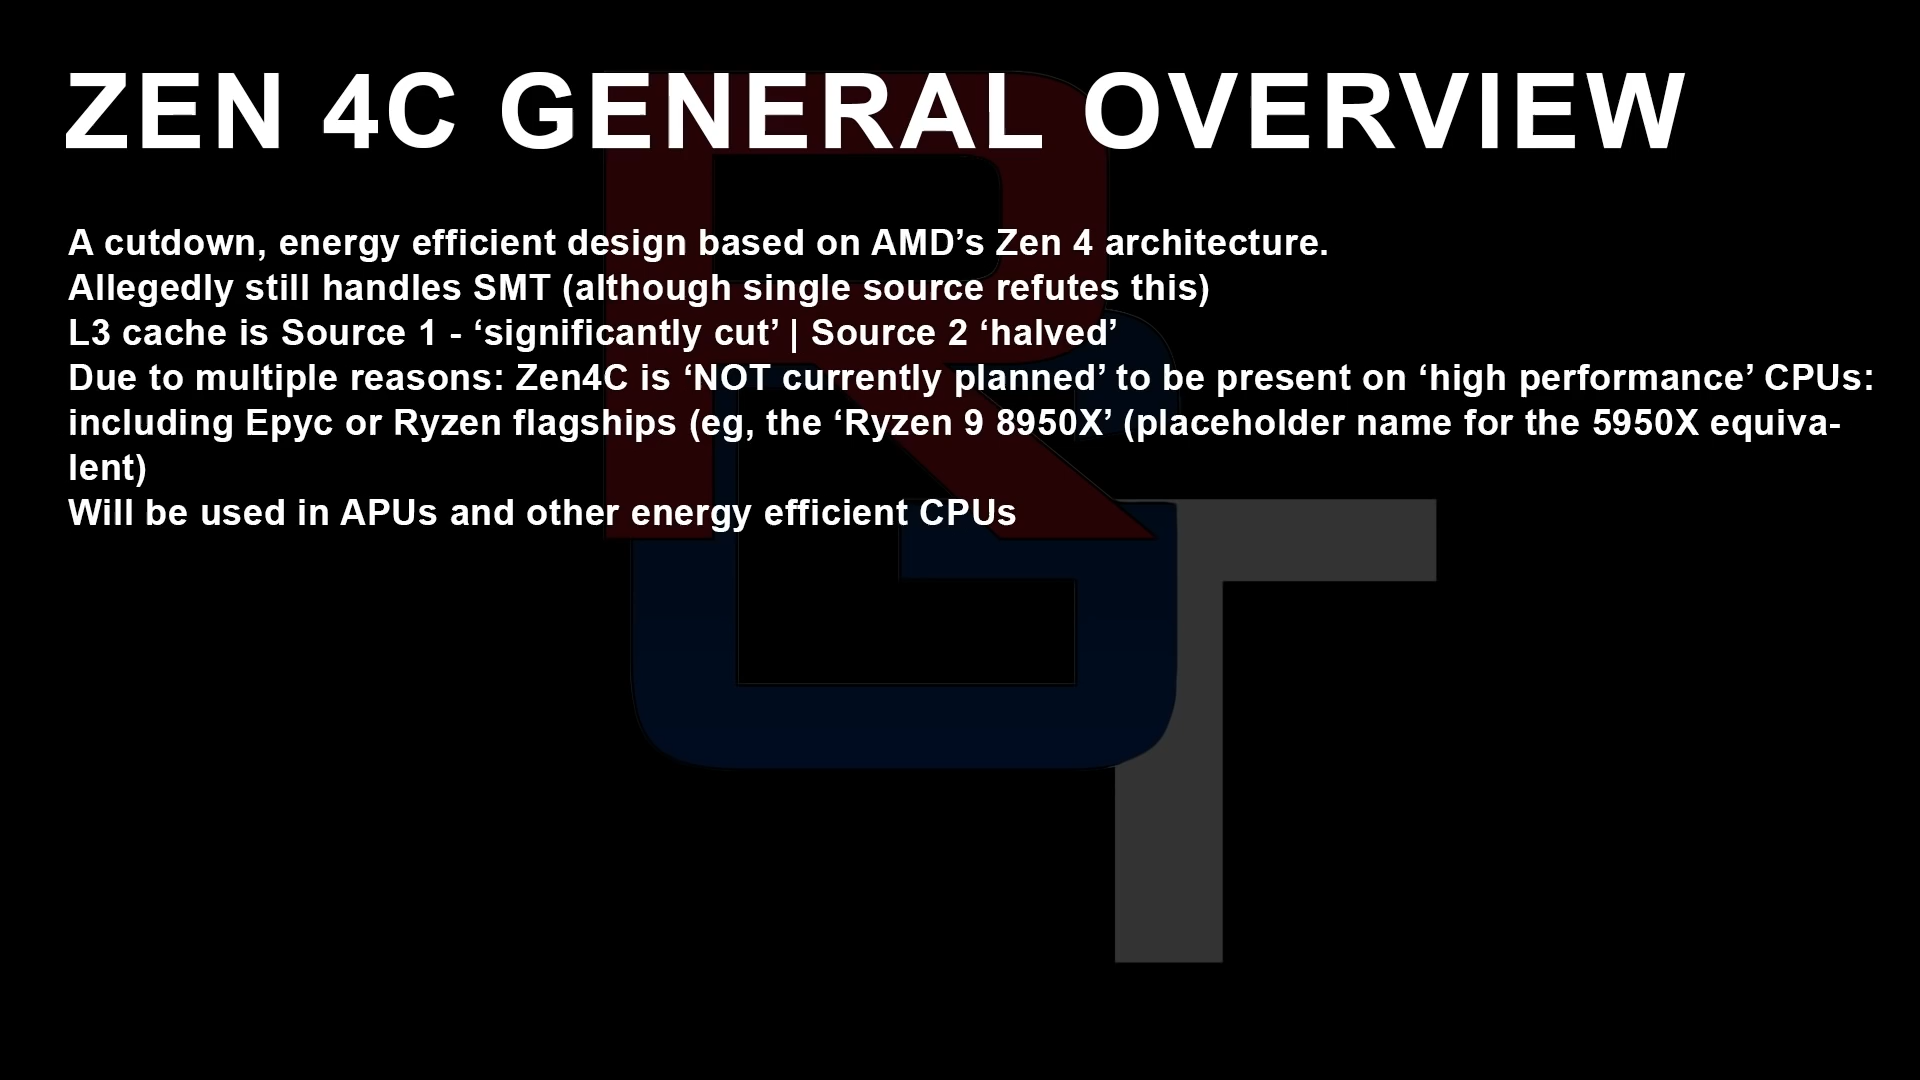 ZEN 4C GENERAL OVERVIEW
A cutdown, energy efficient design based on AMD’s Zen 4 architecture.
Allegedly still handles SMT (although single source refutes this)
L3 cache is Source 1 - ‘significantly cut’ | Source 2 ‘halved’
Due to multiple reasons: Zen4C is ‘NOT currently planned’ to be present on ‘high performance’ CPUs:
including Epyc or Ryzen flagships (eg, the ‘Ryzen 9 8950X’ (placeholder name for the 5950X equiva-
lent)
Will be used in APUs and other energy efficient CPUs
RGT